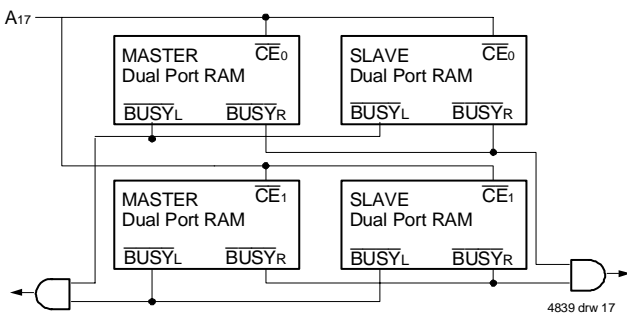 A17
MASTER CE0
Dual Port RAM
BUSYL BUSYR
SLAVE CE0
Dual Port RAM
BUSYL BUSYR
MASTER CE1
Dual Port RAM
BUSYL BUSYR
SLAVE CE1
Dual Port RAM
BUSYL BUSYR
4839 drw 17